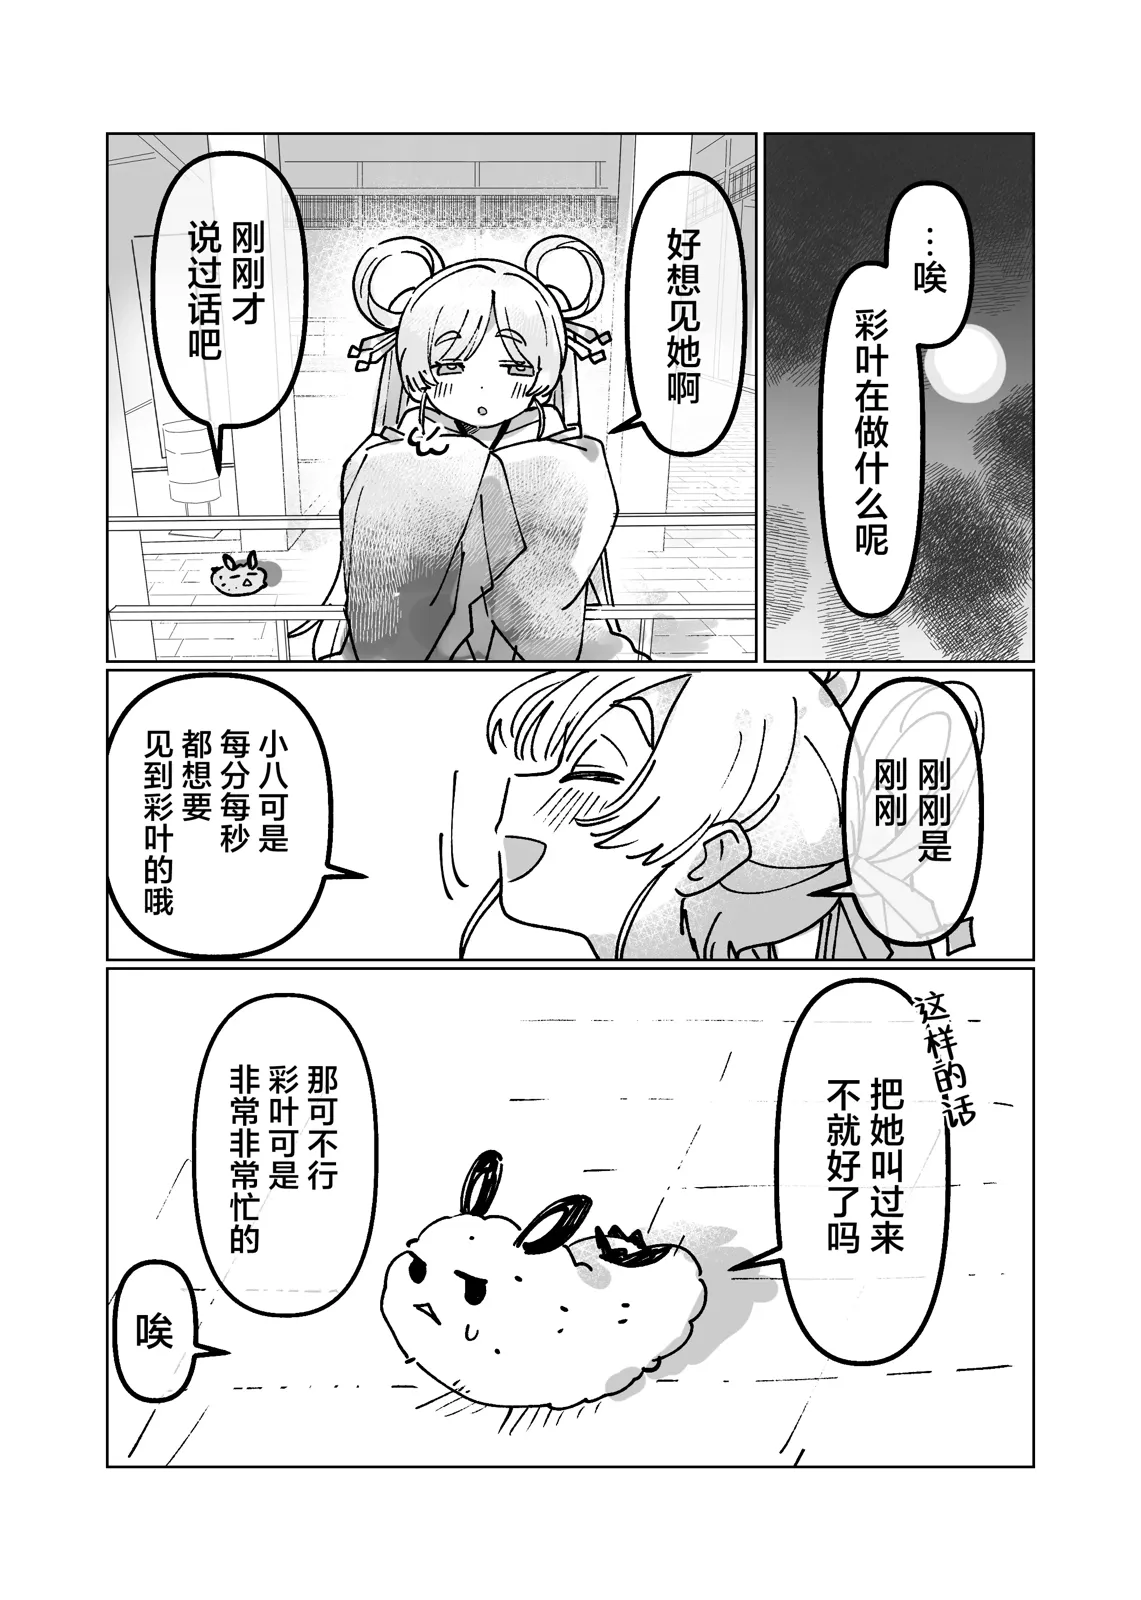 …唉
彩叶在做什么呢
好想见她啊
刚刚才
说过话吧
刚刚是
刚刚
小八可是
每分每秒
都想要
见到彩叶的哦
这样的话
把她叫过来
不就好了吗
那可不行
彩叶可是
非常非常忙的
唉